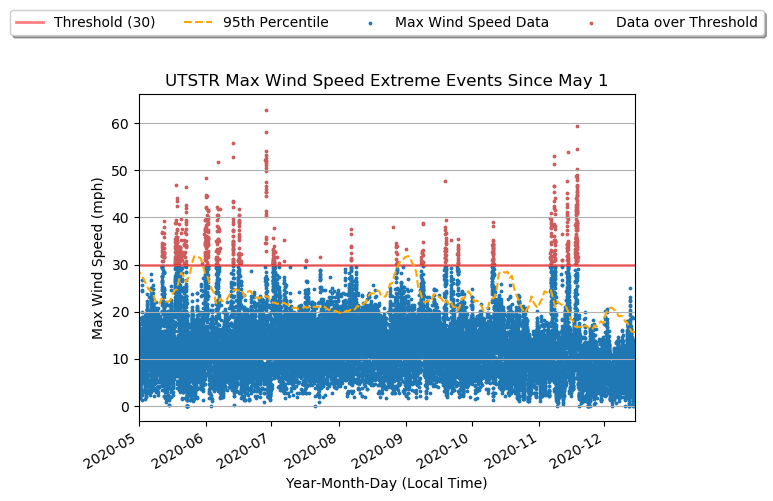 Threshold (30) 95th Percentile Max Wind Speed Data Data over Threshold
UTSTR Max Wind Speed Extreme Events Since May 1
Max Wind Speed (mph)
60
50
40
30
20
10
0
2020-05 2020-06 2020-07 2020-08 2020-09 2020-10 2020-11 2020-12
Year-Month-Day (Local Time)